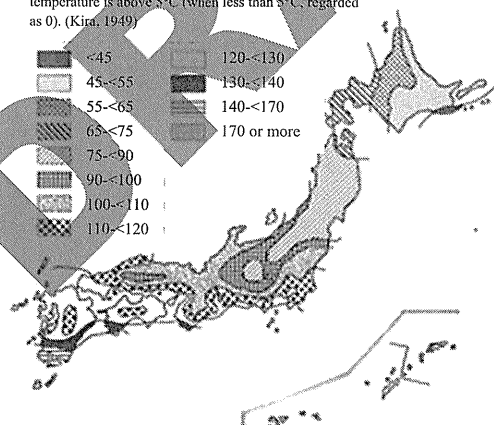 temperature is above 5°C (when less than 5°C, regarded
as 0). (Kira, 1949)
<45
45-<55
55-<65
65-<75
75-<90
90-<100
100-<110
110-<120
120-<130
130-<140
140-<170
170 or more
DRA